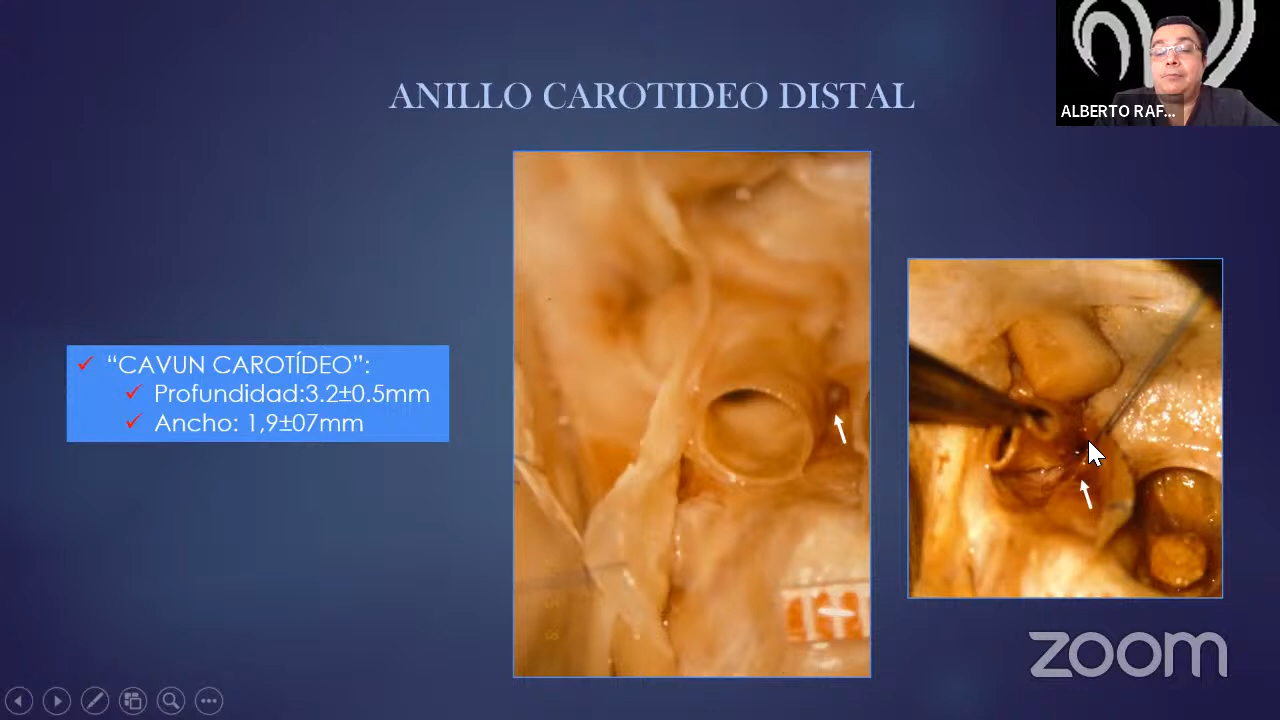 ANILLO CAROTIDEO DISTAL
ALBERTO RAF...
“CAVUN CAROTÍDEO”:
Profundidad:3.2±0.5mm
Ancho: 1,9±07mm
zoom